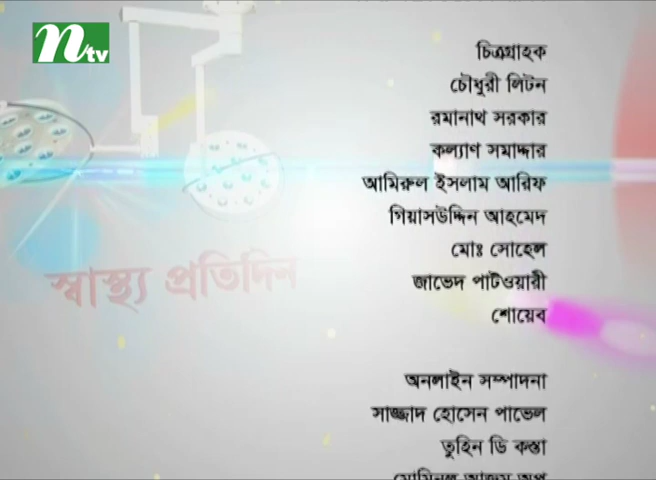 ntv
চিত্রগ্রাহক
চৌধুরী লিটন
রমানাথ সরকার
কল্যাণ সমাদ্দার
আমিরুল ইসলাম আরিফ
গিয়াসউদ্দিন আহমেদ
মোঃ সোহেল
জাভেদ পাটওয়ারী
শোয়েব
স্বাস্থ্য প্রতিদিন
অনলাইন সম্পাদনা
সাজ্জাদ হোসেন পাভেল
তুহিন ডি কস্তা